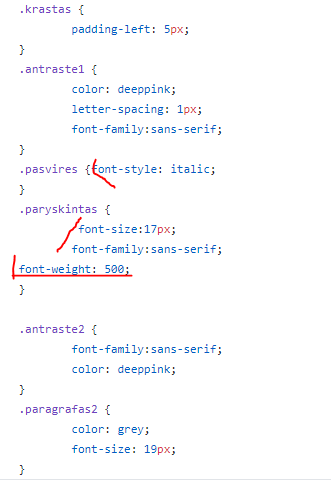 .krastas {
padding-left: 5px;
}
.antraste1 {
color: deeppink;
letter-spacing: 1px;
font-family:sans-serif;
}
.pasvires {font-style: italic;
}
.paryskintas {
font-size:17px;
font-family:sans-serif;
font-weight: 500;
}
.antraste2 {
font-family:sans-serif;
color: deeppink;
}
.paragrafas2 {
color: grey;
font-size: 19px;
}